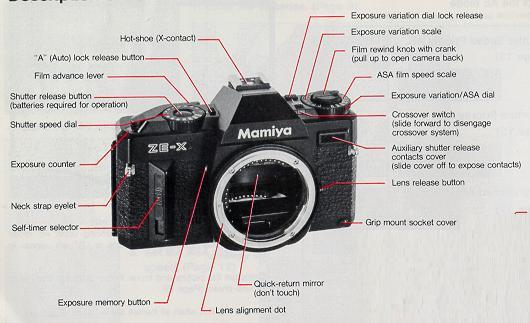 Hot-shoe (X-contact)
"A" (Auto) lock release button
Film advance lever
Shutter release button
(batteries required for operation)
Shutter speed dial
Exposure counter
Neck strap eyelet
Self-timer selector
Exposure memory button
Lens alignment dot
Quick-return mirror
(don't touch)
Exposure variation dial lock release
Exposure variation scale
Film rewind knob with crank
(pull up to open camera back)
ASA film speed scale
Exposure variation/ASA dial
Crossover switch
(slide forward to disengage
crossover system)
Auxiliary shutter release
contacts cover
(slide cover off to expose contacts)
Lens release button
Grip mount socket cover
Mamiya
ZE-X